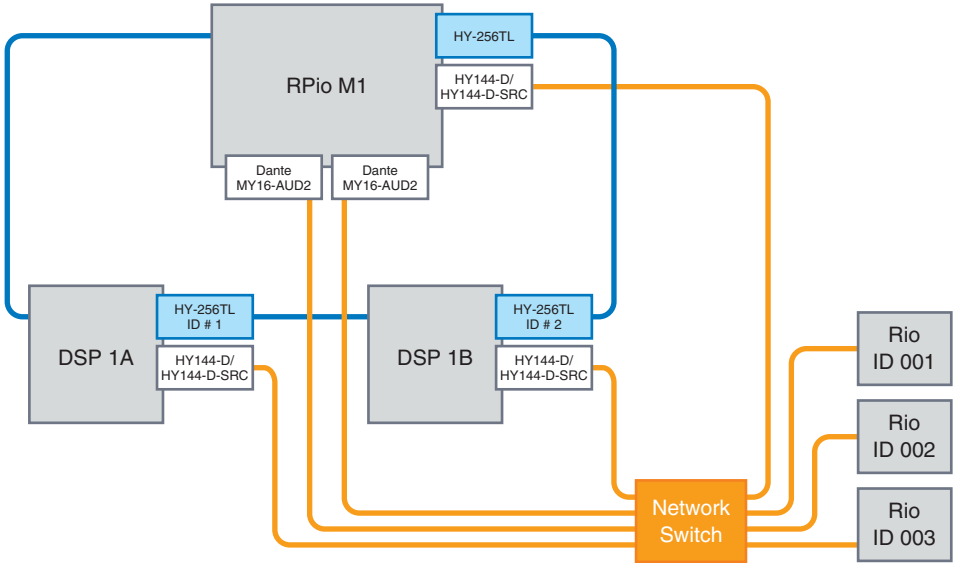 HY-256TL
RPio M1
HY144-D/
HY144-D-SRC
Dante
MY16-AUD2
Dante
MY16-AUD2
DSP 1A
HY-256TL
ID # 1
HY144-D/
HY144-D-SRC
DSP 1B
HY-256TL
ID # 2
HY144-D/
HY144-D-SRC
Rio
ID 001
Rio
ID 002
Rio
ID 003
Network
Switch